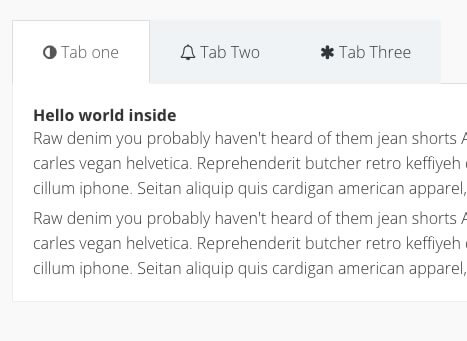 Tab one
Tab Two
Tab Three
Hello world inside
Raw denim you probably haven't heard of them jean shorts
carles vegan helvetica. Reprehenderit butcher retro keffiyeh
cillum iphone. Seitan aliquip quis cardigan american apparel,
Raw denim you probably haven't heard of them jean shorts
carles vegan helvetica. Reprehenderit butcher retro keffiyeh
cillum iphone. Seitan aliquip quis cardigan american apparel,